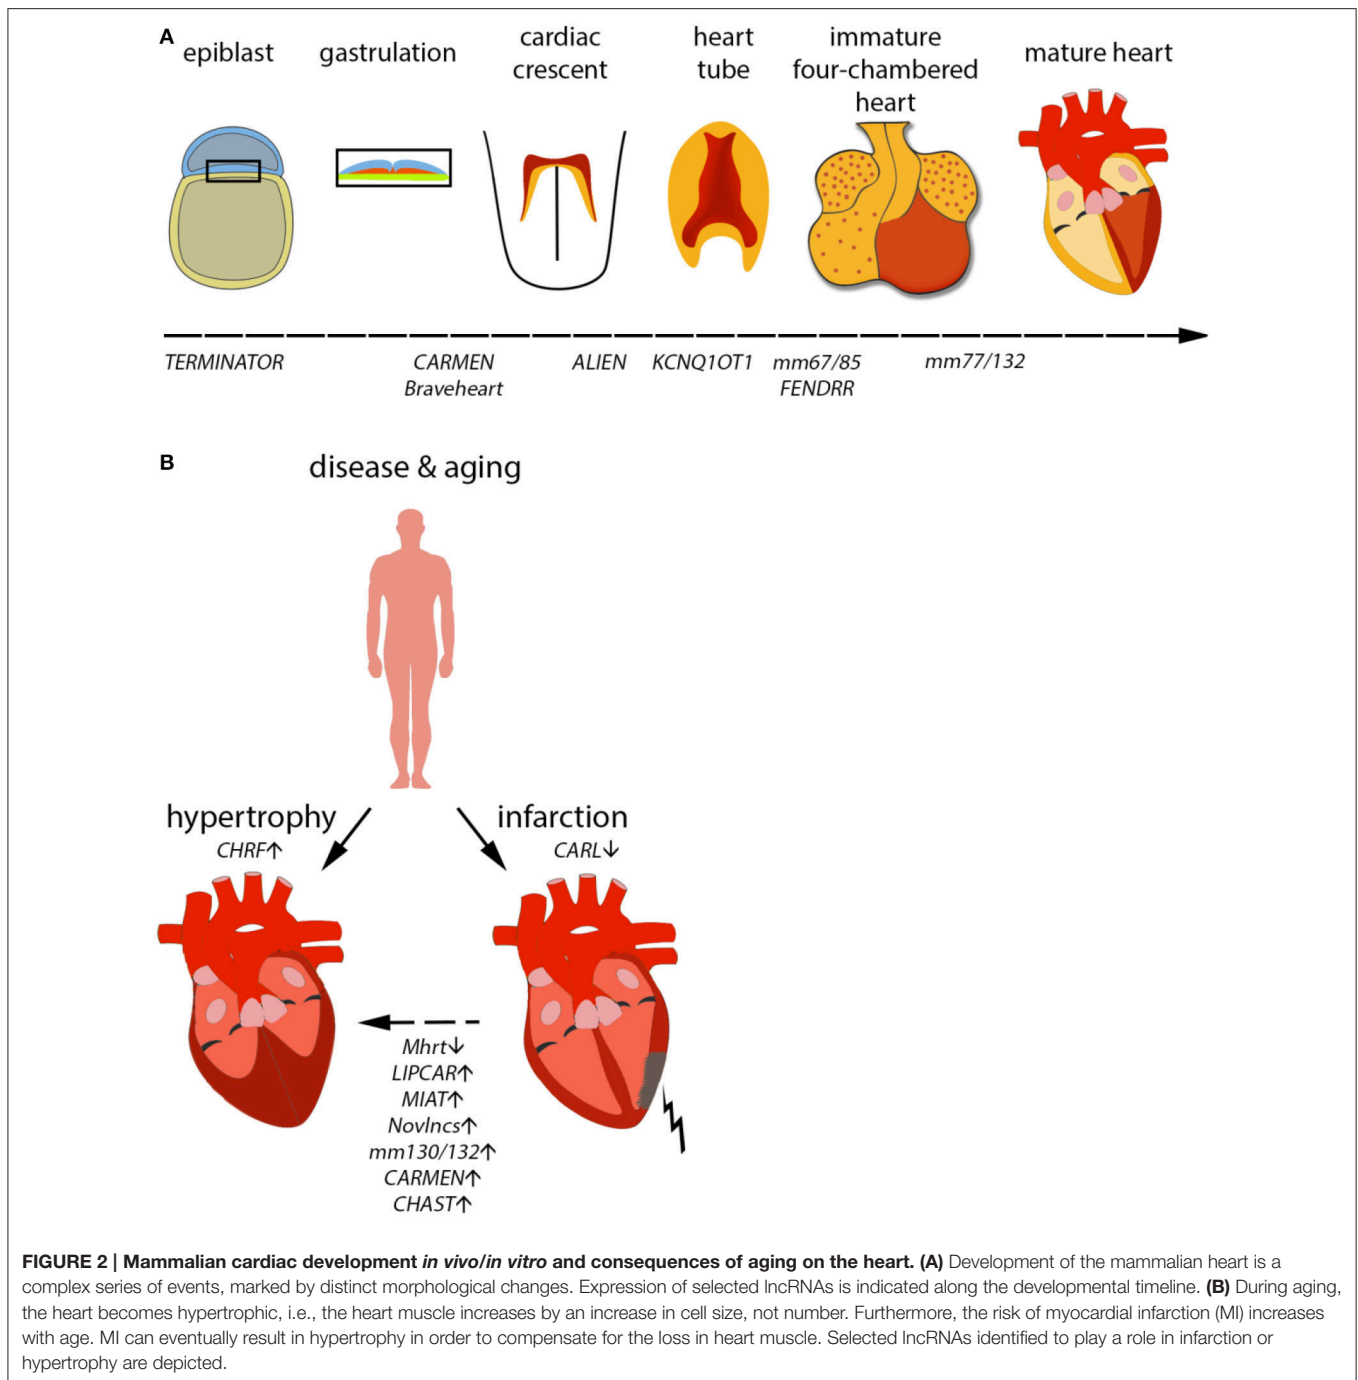 A
epiblast
gastrulation
cardiac
crescent
heart
tube
immature
four-chambered
heart
mature heart
TERMINATOR
CARMEN
Braveheart
ALIEN
KCNQ1OT1
mm67/85
FENDRR
mm77/132
B
disease & aging
hypertrophy
CHRF↑
infarction
CARL↓
Mhrt↓
LIPCAR↑
MIAT↑
Novlncs↑
mm130/132↑
CARMEN↑
CHAST↑
FIGURE 2 | Mammalian cardiac development in vivo/in vitro and consequences of aging on the heart. (A) Development of the mammalian heart is a
complex series of events, marked by distinct morphological changes. Expression of selected lncRNAs is indicated along the developmental timeline. (B) During aging,
the heart becomes hypertrophic, i.e., the heart muscle increases by an increase in cell size, not number. Furthermore, the risk of myocardial infarction (MI) increases
with age. MI can eventually result in hypertrophy in order to compensate for the loss in heart muscle. Selected lncRNAs identified to play a role in infarction or
hypertrophy are depicted.